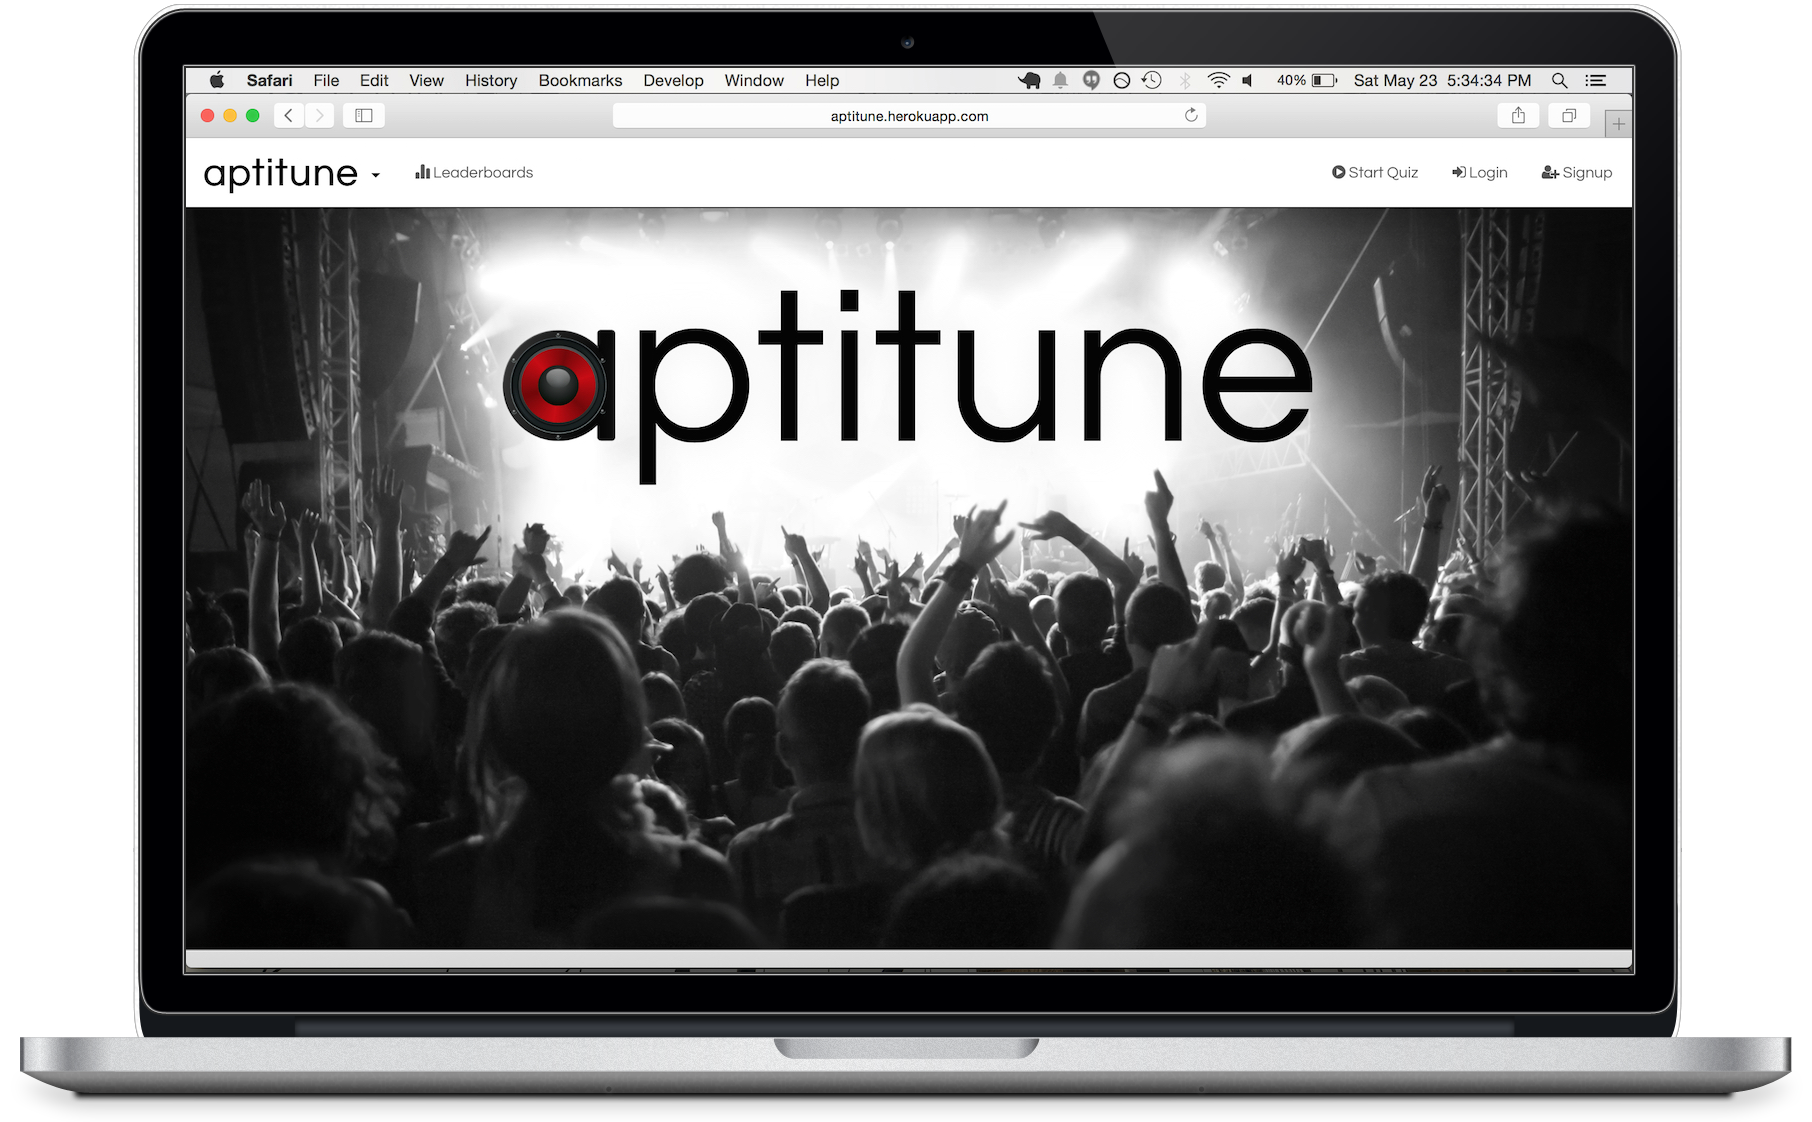 Safari File Edit View History Bookmarks Develop Window Help 40% Sat May 23 5:34:34 PM
aptitune.herokuapp.com
aptitune Leaderboards Start Quiz Login Signup
aptitune